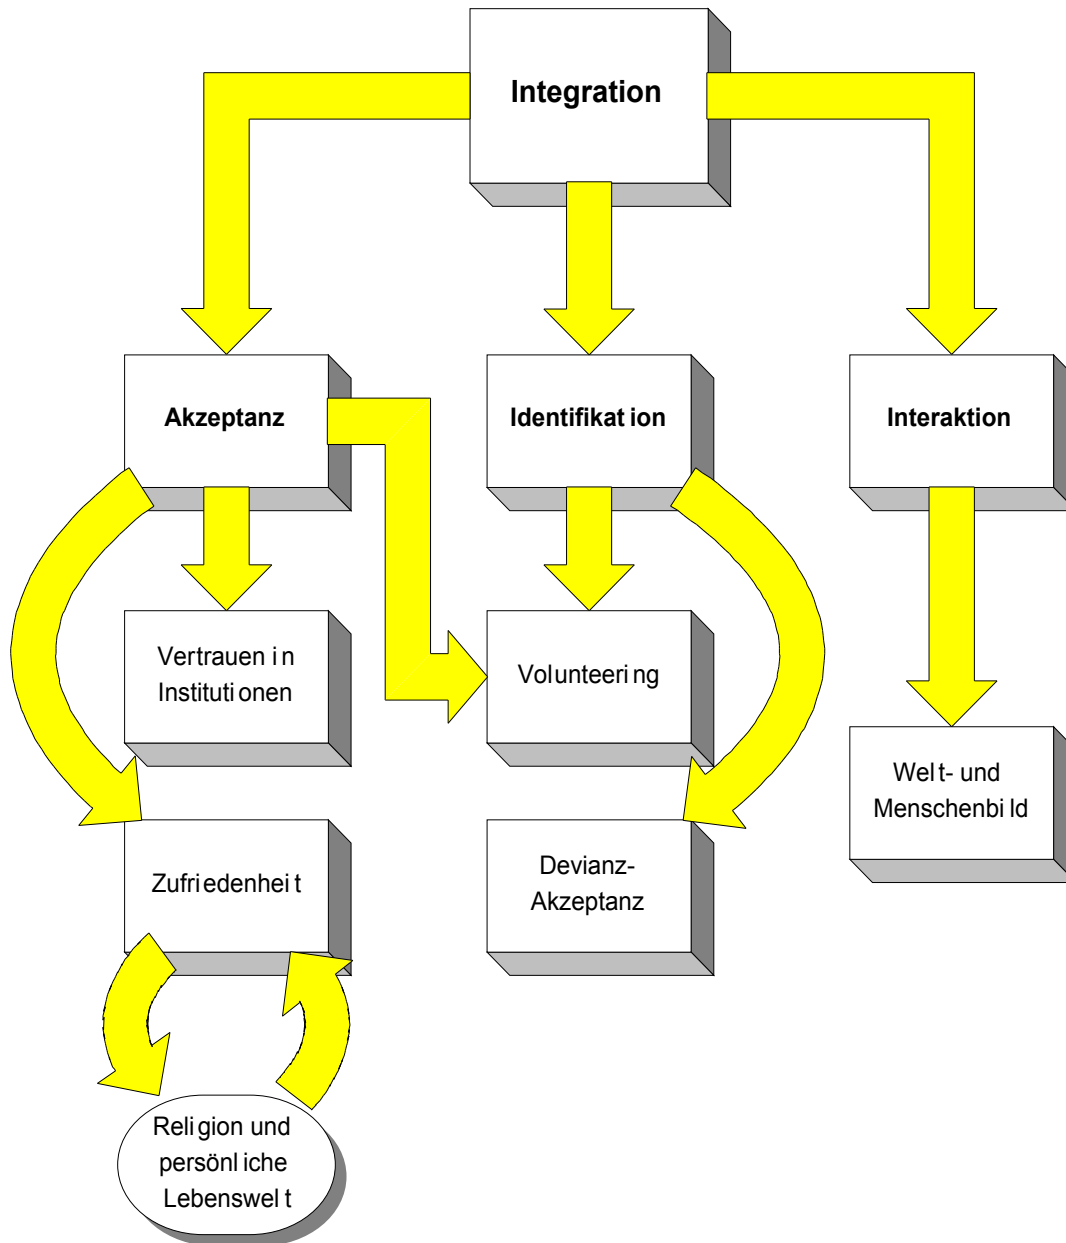 Integration
Akzeptanz
Identifikation
Interaktion
Vertrauen in
Institutionen
Volunteering
Welt- und
Menschenbild
Zufriedenheit
Devianz-
Akzeptanz
Religion und
persönliche
Lebenswelt